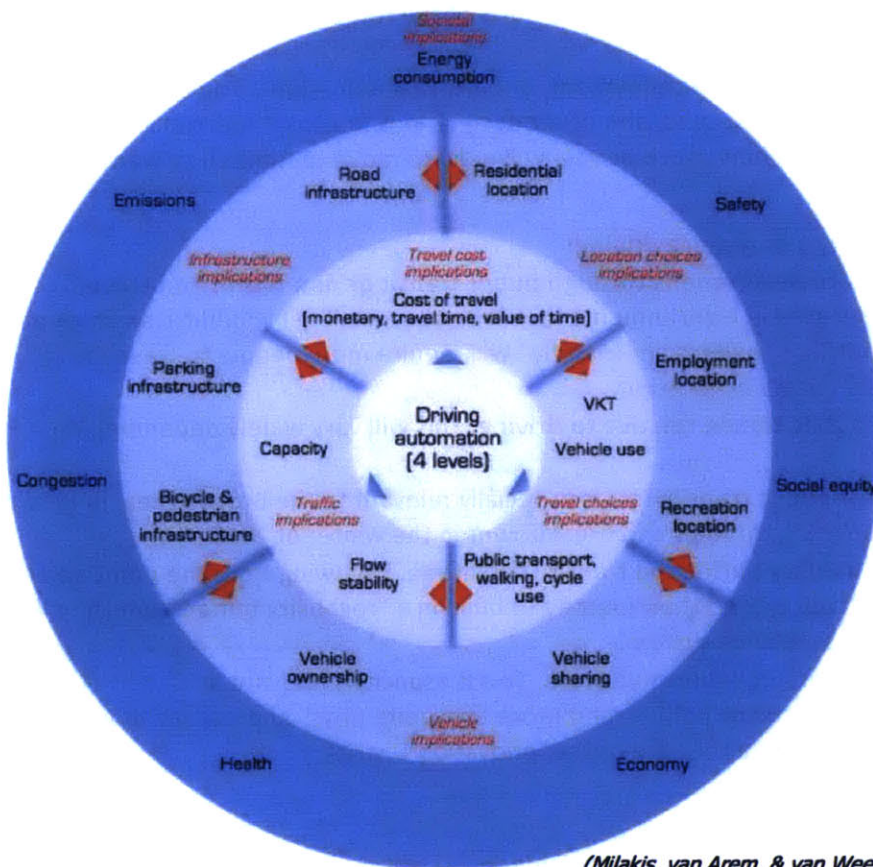 Societal
implications
Energy
consumption
Road
infrastructure
Residential
location
Emissions
Safety
Infrastructure
implications
Travel cost
implications
Location choices
implications
Cost of travel
(monetary, travel time, value of time)
Parking
infrastructure
Employment
location
Driving
automation
(4 levels)
VKT
Capacity
Vehicle use
Congestion
Social equity
Bicycle &
pedestrian
infrastructure
Traffic
implications
Travel choices
implications
Recreation
location
Flow
stability
Public transport,
walking, cycle
use
Vehicle
ownership
Vehicle
sharing
Vehicle
implications
Health
Economy
(Milakis, van Arem, & van Wee